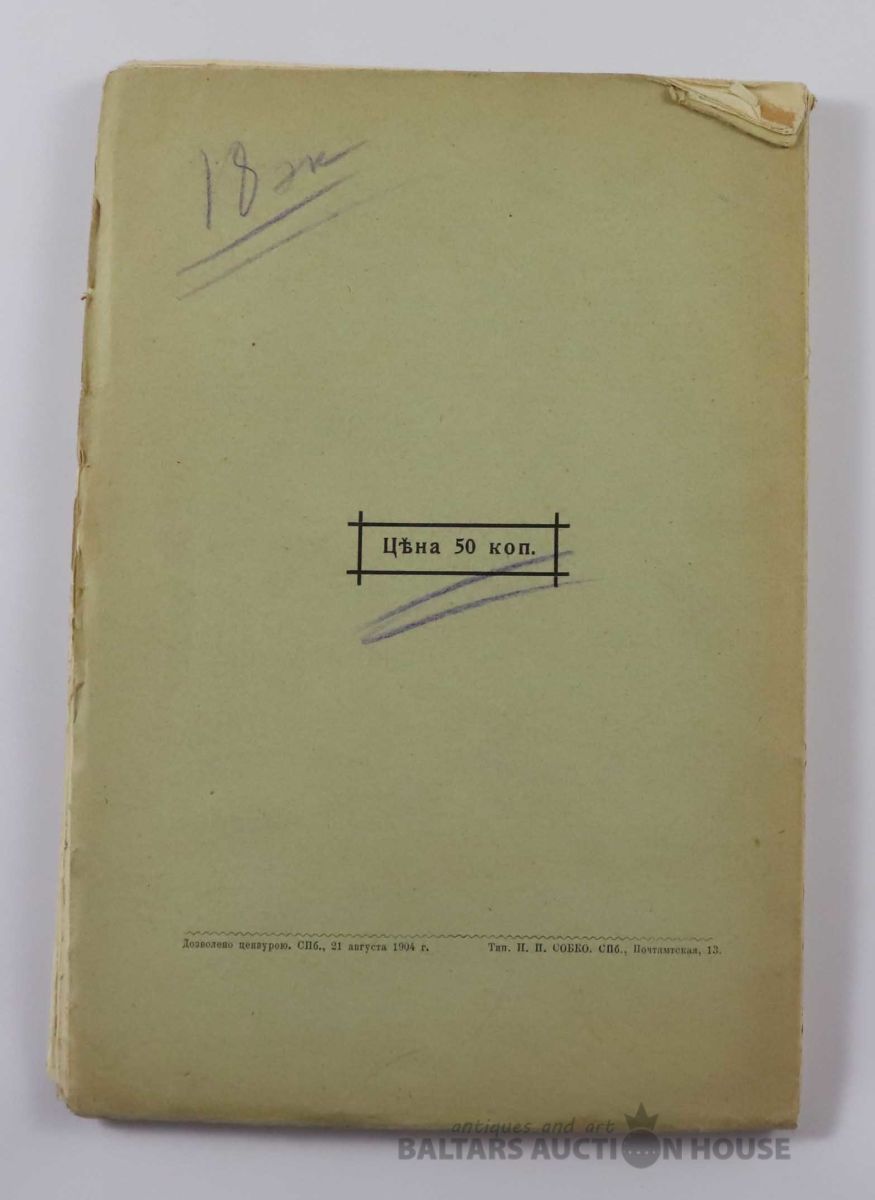 18 эк
Цѣна 50 коп.
Дозволено цензурою. СПб., 21 августа 1904 г. Тип. П. П. СОБКО. СПб., Почтамтская, 13.
antiques and art
BALTARS AUCTION HOUSE